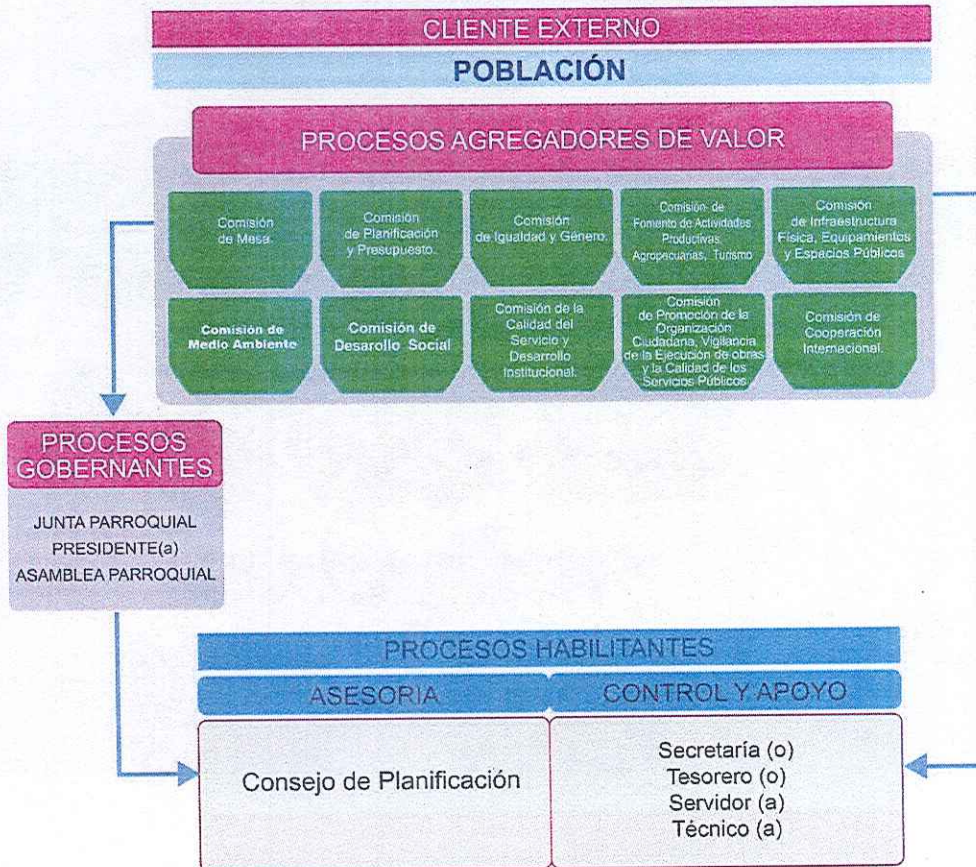 CLIENTE EXTERNO
POBLACIÓN
PROCESOS AGREGADORES DE VALOR
Comisión
de Mesa.
Comisión
de Planificación
y Presupuesto.
Comisión
de Igualdad y Género.
Comisión de
Fomento de Actividades
Productivas,
Agropecuarias, Turismo
Comisión
de Infraestructura
Física, Equipamientos
y Espacios Públicos
Comisión de
Medio Ambiente
Comisión de
Desarollo Social
Comisión de la
Calidad del
Servicio y
Desarrollo
Institucional.
Comisión
de Promoción de la
Organización
Ciudadana, Vigilancia
de la Ejecución de obras
y la Calidad de los
Servicios Públicos
Comisión de
Cooperación
Internacional.
PROCESOS
GOBERNANTES
JUNTA PARROQUIAL
PRESIDENTE(a)
ASAMBLEA PARROQUIAL
PROCESOS HABILITANTES
ASESORIA
CONTROL Y APOYO
Consejo de Planificación
Secretaría (o)
Tesorero (o)
Servidor (a)
Técnico (a)